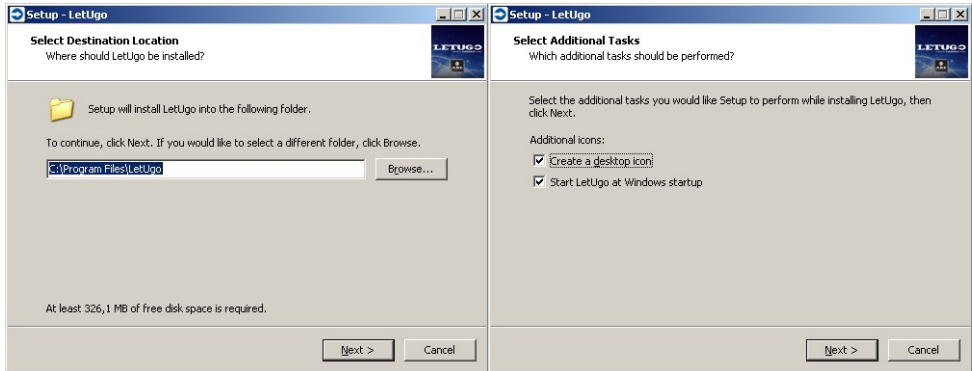 Setup - LetUgo
Select Destination Location
Where should LetUgo be installed?
LETUGO
Setup will install LetUgo into the following folder.
To continue, click Next. If you would like to select a different folder, click Browse.
C:\Program Files\LetUgo
Browse...
At least 326,1 MB of free disk space is required.
Next >
Cancel
Setup - LetUgo
Select Additional Tasks
Which additional tasks should be performed?
LETUGO
Select the additional tasks you would like Setup to perform while installing LetUgo, then
click Next.
Additional icons:
Create a desktop icon
Start LetUgo at Windows startup
Next >
Cancel